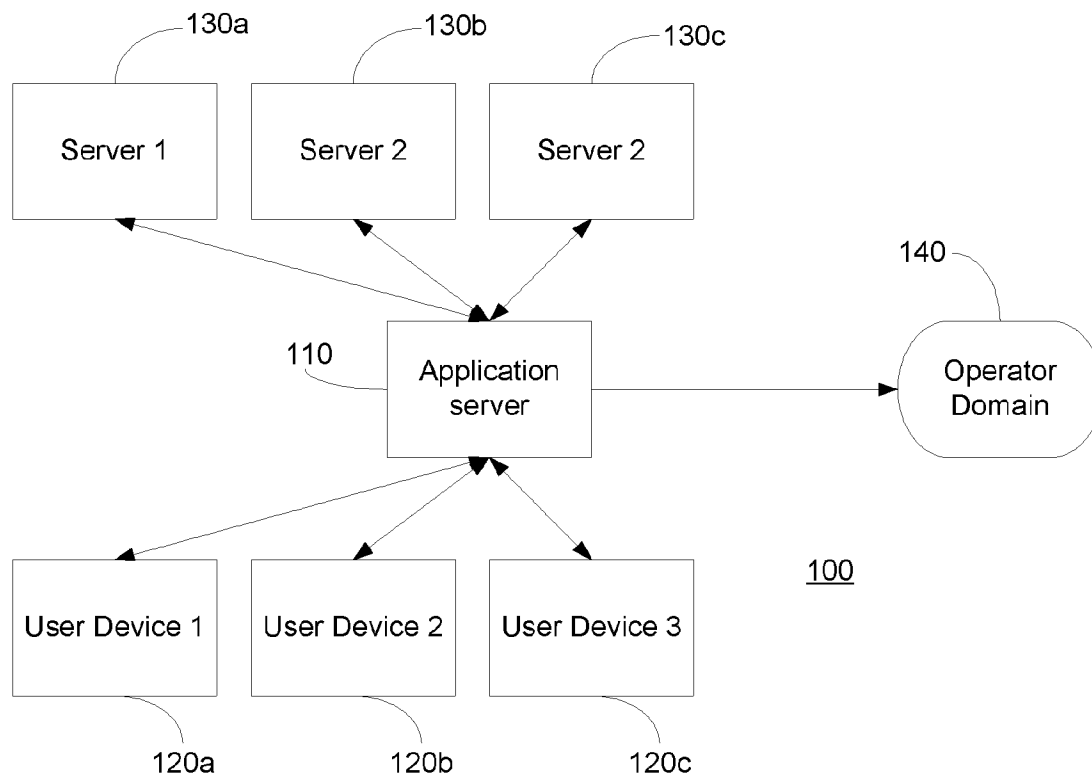 130a
130b
130c
Server 1
Server 2
Server 2
140
110
Application
server
Operator
Domain
100
User Device 1
User Device 2
User Device 3
120a
120b
120c